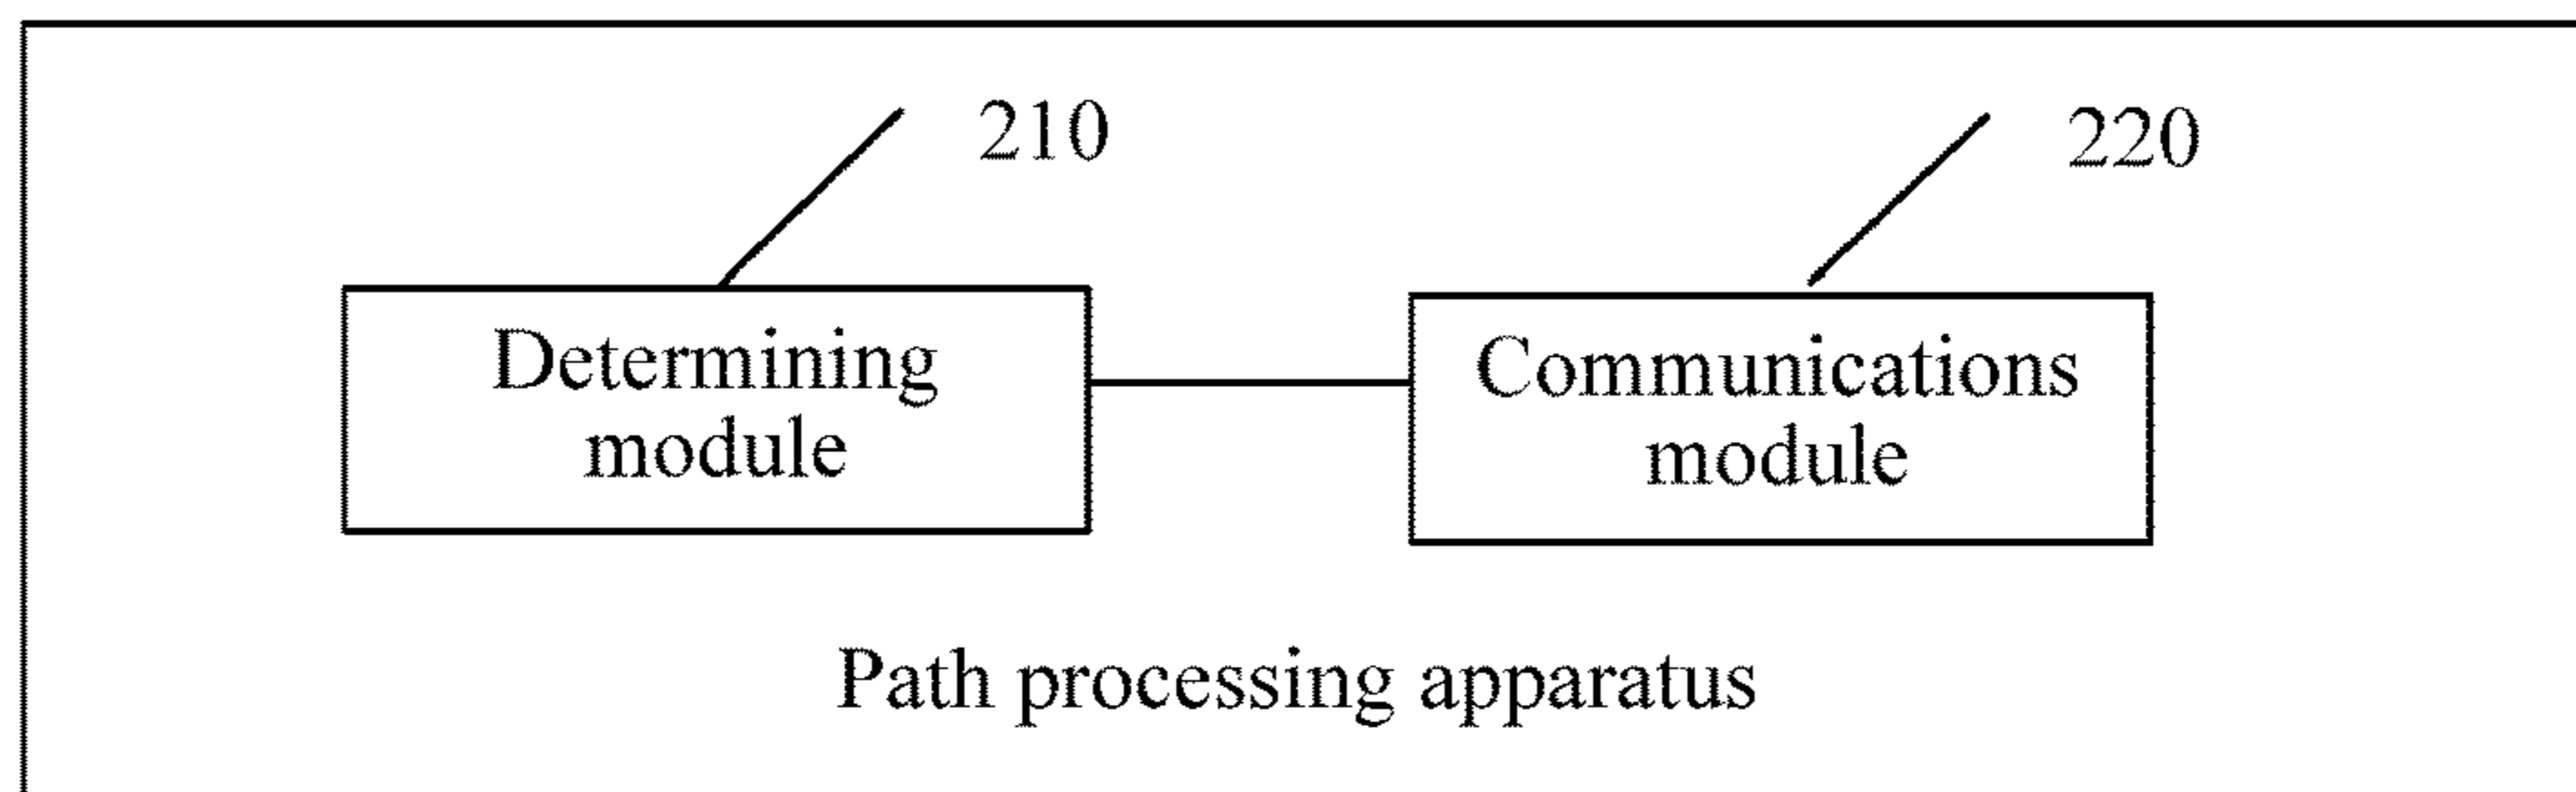 210
220
Determining
module
Communications
module
Path processing apparatus